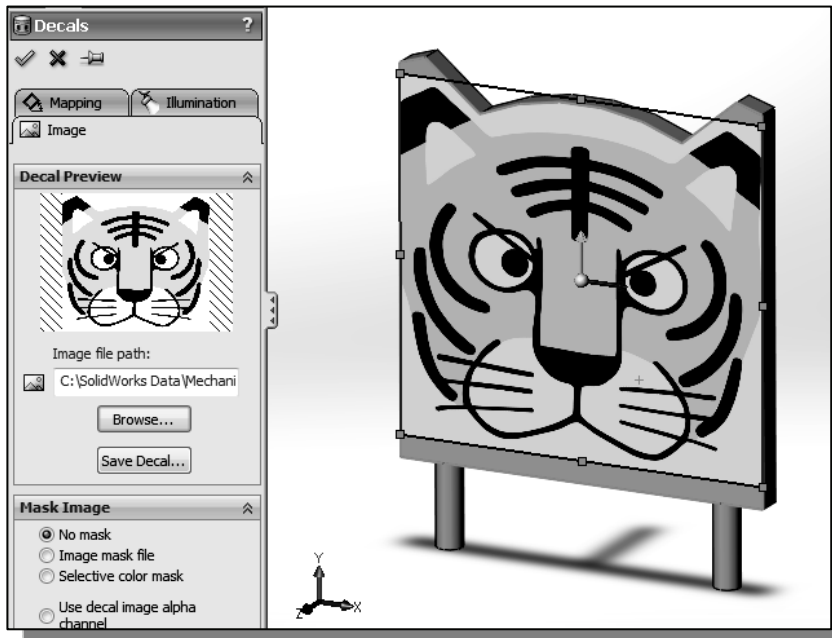 Decals ?
Mapping Illumination
Image
Decal Preview
Image file path:
C:\SolidWorks Data\Mechani
Browse...
Save Decal...
Mask Image
No mask
Image mask file
Selective color mask
Use decal image alpha
channel
Y
Z X